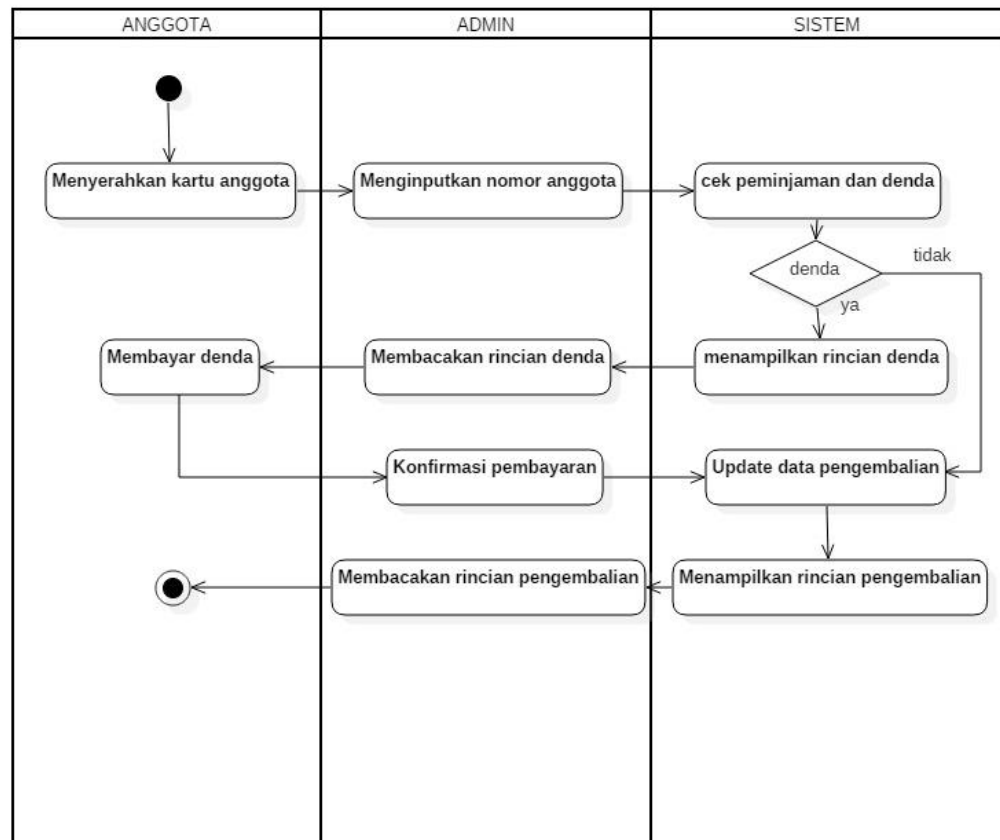 ANGGOTA
ADMIN
SISTEM
Menyerahkan kartu anggota
Menginputkan nomor anggota
cek peminjaman dan denda
denda
tidak
ya
Membayar denda
Membacakan rincian denda
menampilkan rincian denda
Konfirmasi pembayaran
Update data pengembalian
Membacakan rincian pengembalian
Menampilkan rincian pengembalian